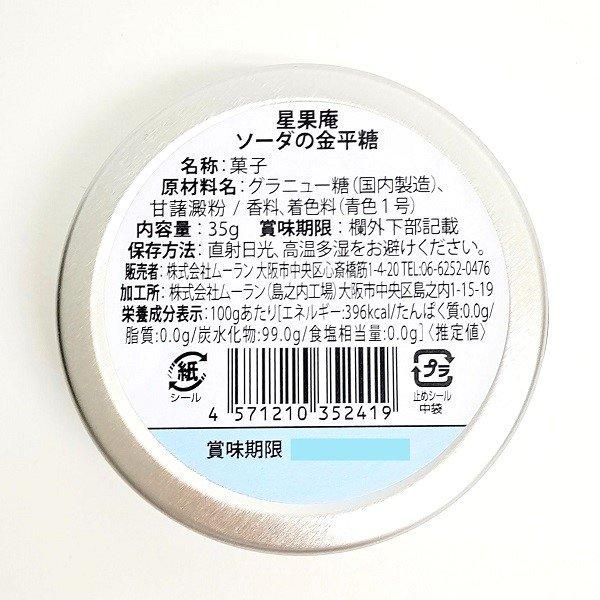 星果庵
ソーダの金平糖
名称：菓子
原材料名：グラニュー糖（国内製造）、
甘藷澱粉 / 香料、着色料（青色１号）
内容量：35g　賞味期限：欄外下部記載
保存方法：直射日光、高温多湿をお避けください。
販売者：株式会社ムーラン 大阪市中央区心斎橋筋1-4-20 TEL:06-6252-0476
加工所：株式会社ムーラン（島之内工場）大阪市中央区島之内1-15-19
栄養成分表示：100gあたり［エネルギー:396kcal/たんぱく質:0.0g/
脂質:0.0g/炭水化物:99.0g/食塩相当量:0.0g］〈推定値〉
紙
シール
4 571210 352419
プラ
止めシール
中袋
賞味期限